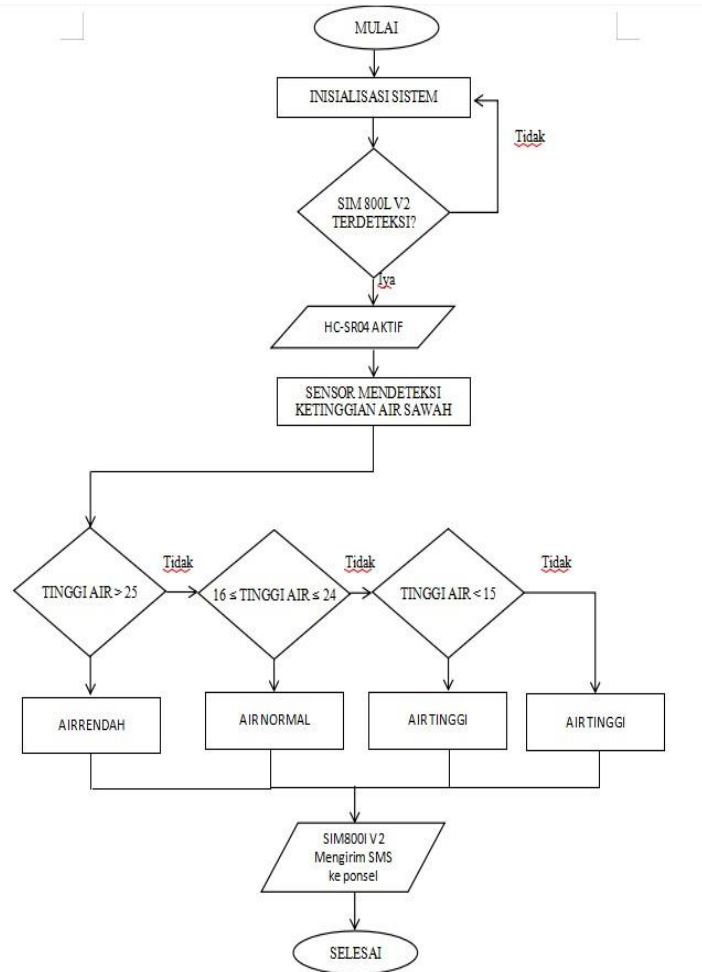 MULAI
INISIALISASI SISTEM
Tidak
SIM 800L V2
TERDETEKSI?
Iya
HC-SR04 AKTIF
SENSOR MENDETEKSI
KETINGGIAN AIR SAWAH
Tidak
Tidak
Tidak
TINGGI AIR > 25
16 ≤ TINGGI AIR ≤ 24
TINGGI AIR < 15
AIRRENDAH
AIR NORMAL
AIR TINGGI
AIR TINGGI
SIM800l V2
Mengirim SMS
ke ponsel
SELESAI